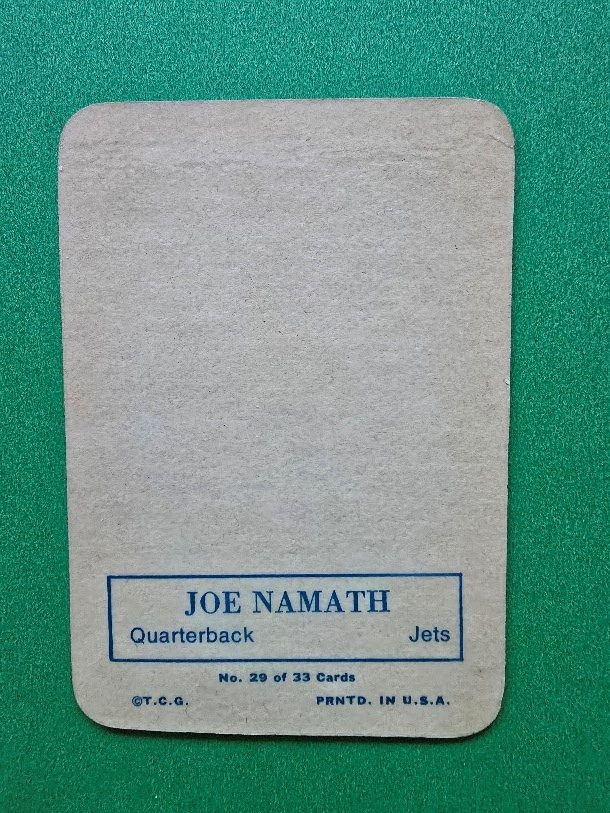 JOE NAMATH
Quarterback Jets
No. 29 of 33 Cards
©T.C.G. PRNTD. IN U.S.A.